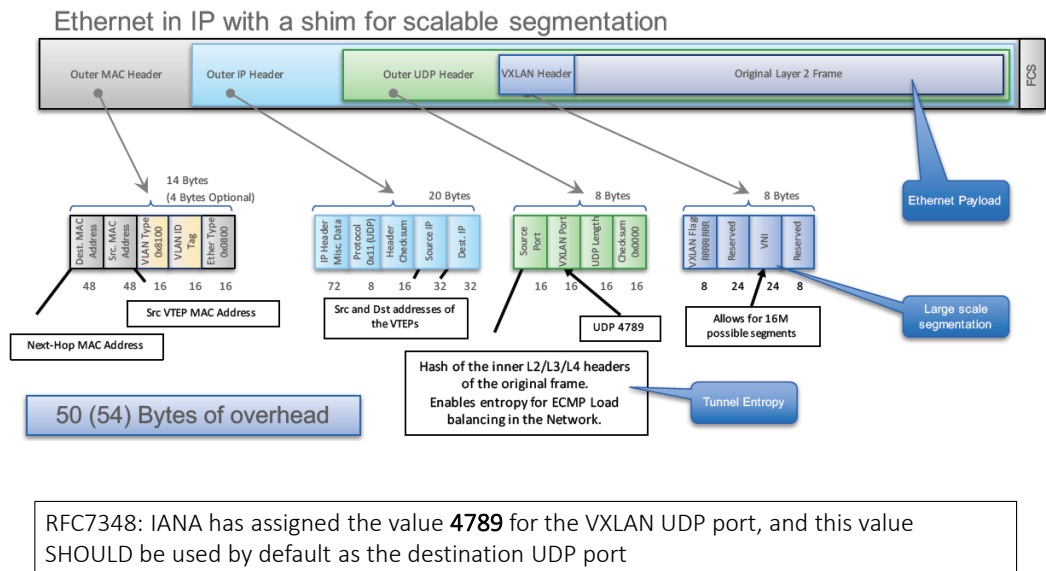 Ethernet in IP with a shim for scalable segmentation
Outer MAC Header
Outer IP Header
Outer UDP Header
VXLAN Header
Original Layer 2 Frame
FCS
14 Bytes
(4 Bytes Optional)
20 Bytes
8 Bytes
8 Bytes
Ethernet Payload
Dest. MAC
Address
Src. MAC
Address
VLAN Type
0x8100
VLAN ID
Tag
Ether Type
0x0800
IP Header
Misc. Data
Protocol
0x11 (UDP)
Header
Checksum
Source IP
Dest. IP
Source
Port
VXLAN Port
UDP Length
Checksum
0x0000
VXLAN Flag
RRRRIRRR
Reserved
VNI
Reserved
48
48
16
16
16
72
8
16
32
32
16
16
16
16
8
24
24
8
Src VTEP MAC Address
Next-Hop MAC Address
Src and Dst addresses of
the VTEPs
UDP 4789
Allows for 16M
possible segments
Large scale
segmentation
Hash of the inner L2/L3/L4 headers
of the original frame.
Enables entropy for ECMP Load
balancing in the Network.
Tunnel Entropy
50 (54) Bytes of overhead
RFC7348: IANA has assigned the value 4789 for the VXLAN UDP port, and this value
SHOULD be used by default as the destination UDP port